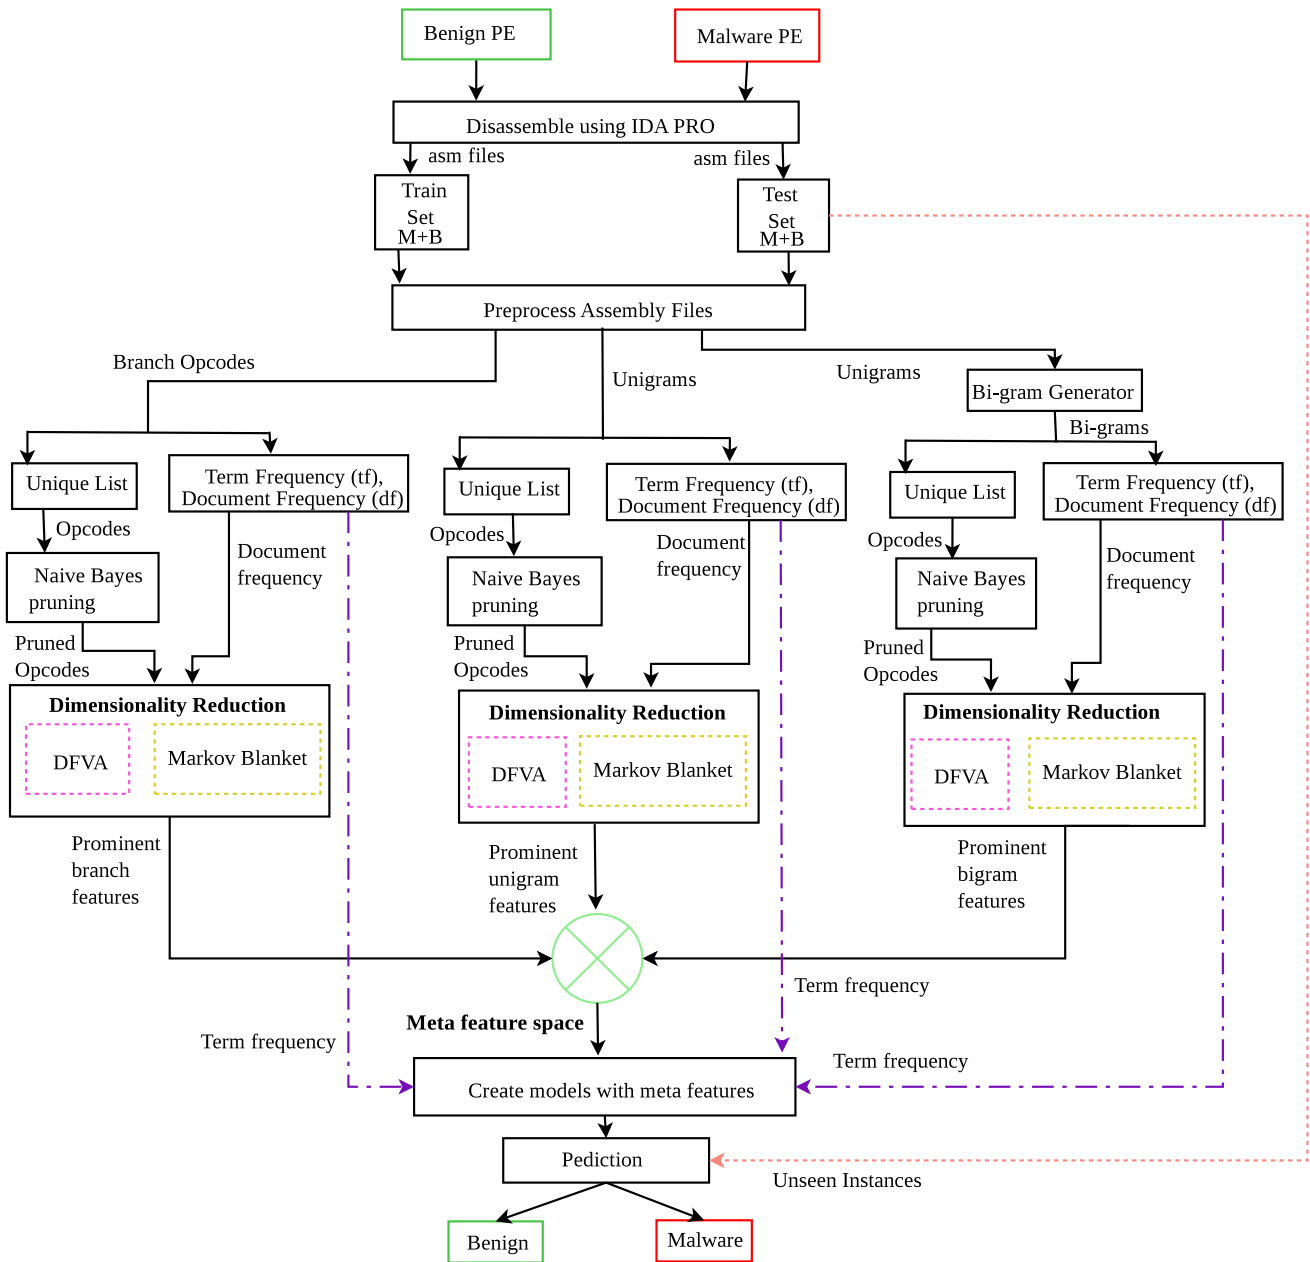 Benign PE
Malware PE
Disassemble using IDA PRO
asm files
asm files
Train
Set
M+B
Test
Set
M+B
Preprocess Assembly Files
Branch Opcodes
Unigrams
Unigrams
Bi-gram Generator
Bi-grams
Unique List
Term Frequency (tf),
Document Frequency (df)
Unique List
Term Frequency (tf),
Document Frequency (df)
Unique List
Term Frequency (tf),
Document Frequency (df)
Opcodes
Document
frequency
Opcodes
Document
frequency
Opcodes
Document
frequency
Naive Bayes
pruning
Naive Bayes
pruning
Naive Bayes
pruning
Pruned
Opcodes
Pruned
Opcodes
Pruned
Opcodes
Dimensionality Reduction
DFVA
Markov Blanket
Dimensionality Reduction
DFVA
Markov Blanket
Dimensionality Reduction
DFVA
Markov Blanket
Prominent
branch
features
Prominent
unigram
features
Prominent
bigram
features
Term frequency
Meta feature space
Term frequency
Term frequency
Create models with meta features
Pediction
Unseen Instances
Benign
Malware